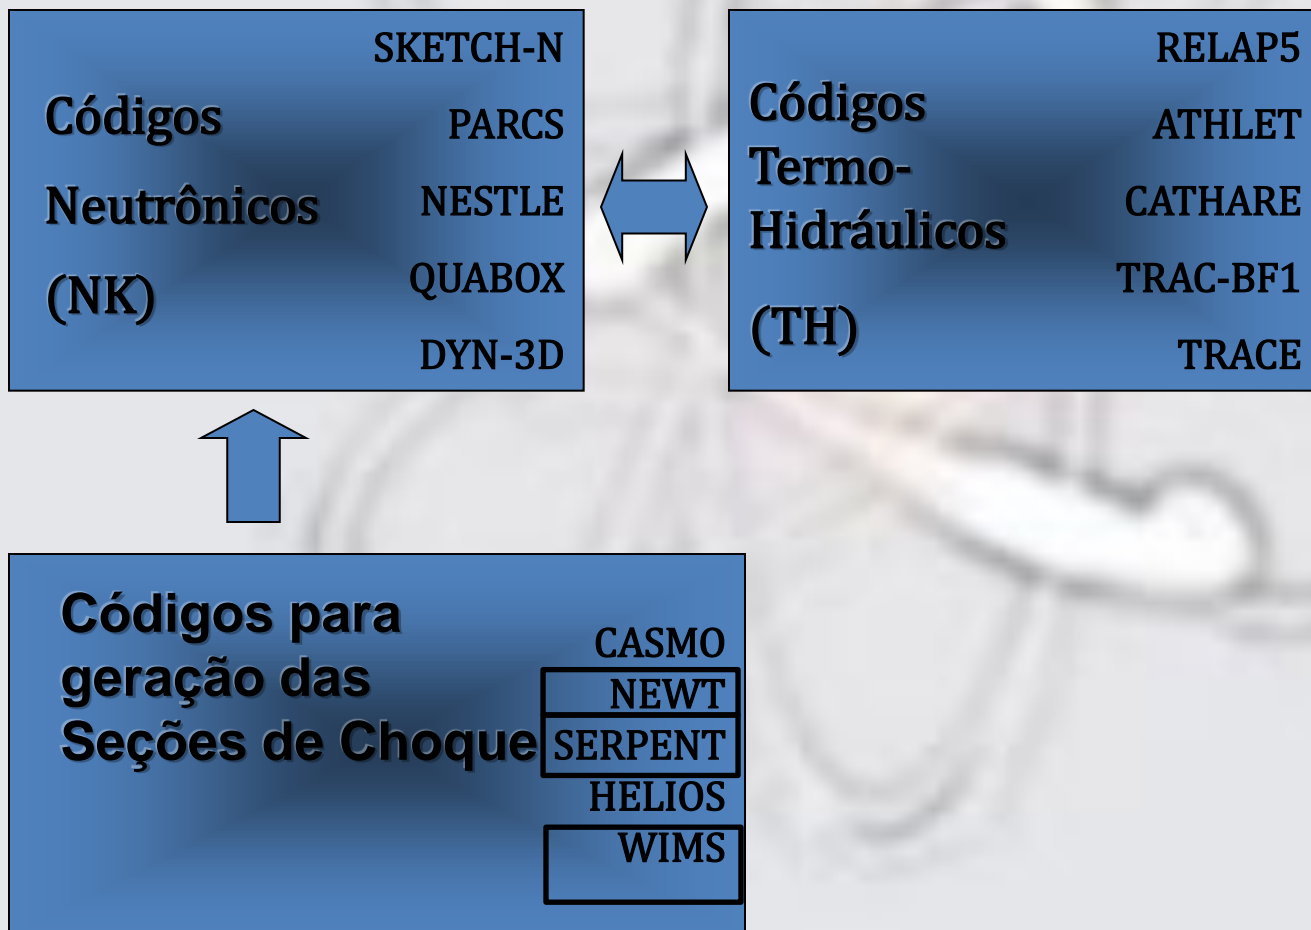 Códigos
Neutrônicos
(NK)
SKETCH-N
PARCS
NESTLE
QUABOX
DYN-3D
Códigos
Termo-
Hidráulicos
(TH)
RELAP5
ATHLET
CATHARE
TRAC-BF1
TRACE
Códigos para
geração das
Seções de Choque
CASMO
NEWT
SERPENT
HELIOS
WIMS